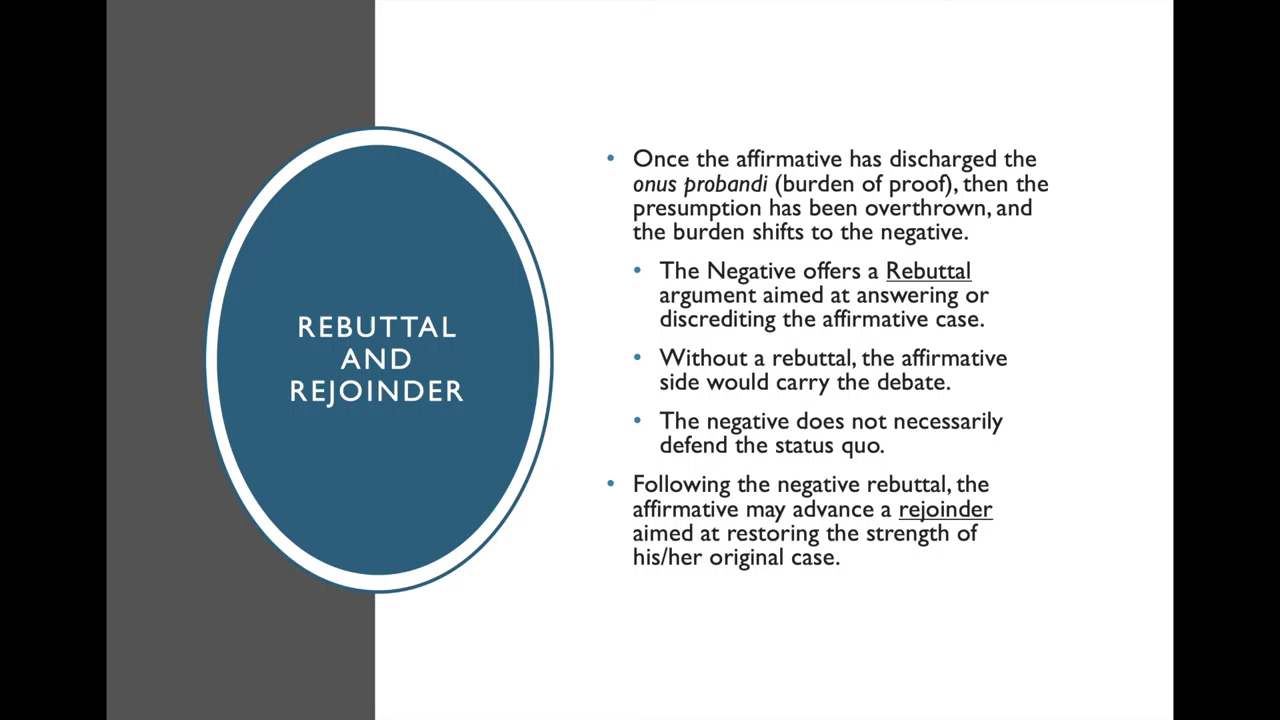 REBUTTAL
AND
REJOINDER
• Once the affirmative has discharged the
onus probandi (burden of proof), then the
presumption has been overthrown, and
the burden shifts to the negative.
• The Negative offers a Rebuttal
argument aimed at answering or
discrediting the affirmative case.
• Without a rebuttal, the affirmative
side would carry the debate.
• The negative does not necessarily
defend the status quo.
• Following the negative rebuttal, the
affirmative may advance a rejoinder
aimed at restoring the strength of
his/her original case.